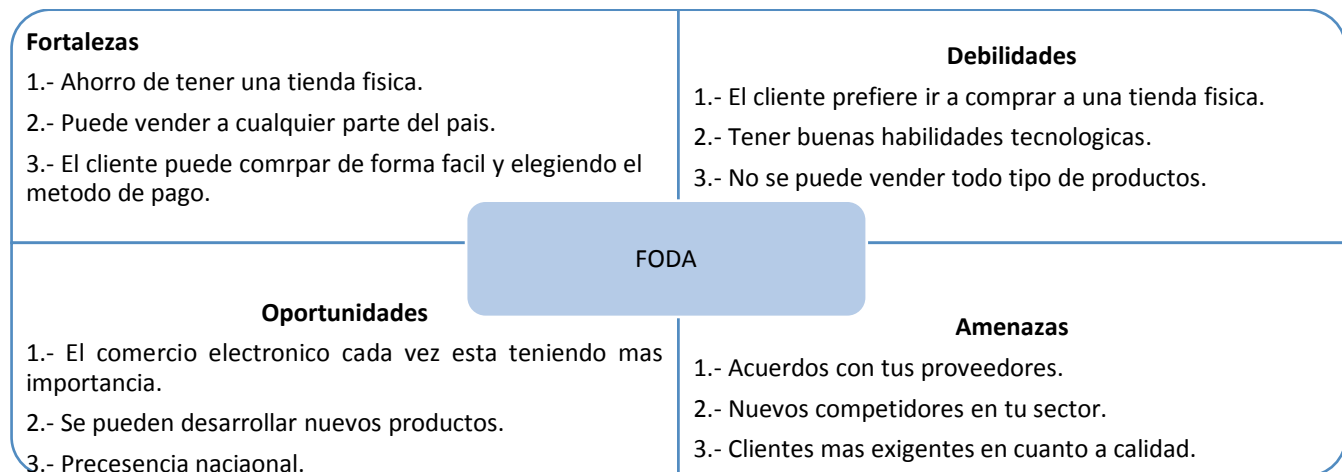 Fortalezas
1.- Ahorro de tener una tienda fisica.
2.- Puede vender a cualquier parte del pais.
3.- El cliente puede comrpar de forma facil y elegiendo el
metodo de pago.
Debilidades
1.- El cliente prefiere ir a comprar a una tienda fisica.
2.- Tener buenas habilidades tecnologicas.
3.- No se puede vender todo tipo de productos.
FODA
Oportunidades
1.- El comercio electronico cada vez esta teniendo mas
importancia.
2.- Se pueden desarrollar nuevos productos.
3.- Precesencia naciaonal.
Amenazas
1.- Acuerdos con tus proveedores.
2.- Nuevos competidores en tu sector.
3.- Clientes mas exigentes en cuanto a calidad.